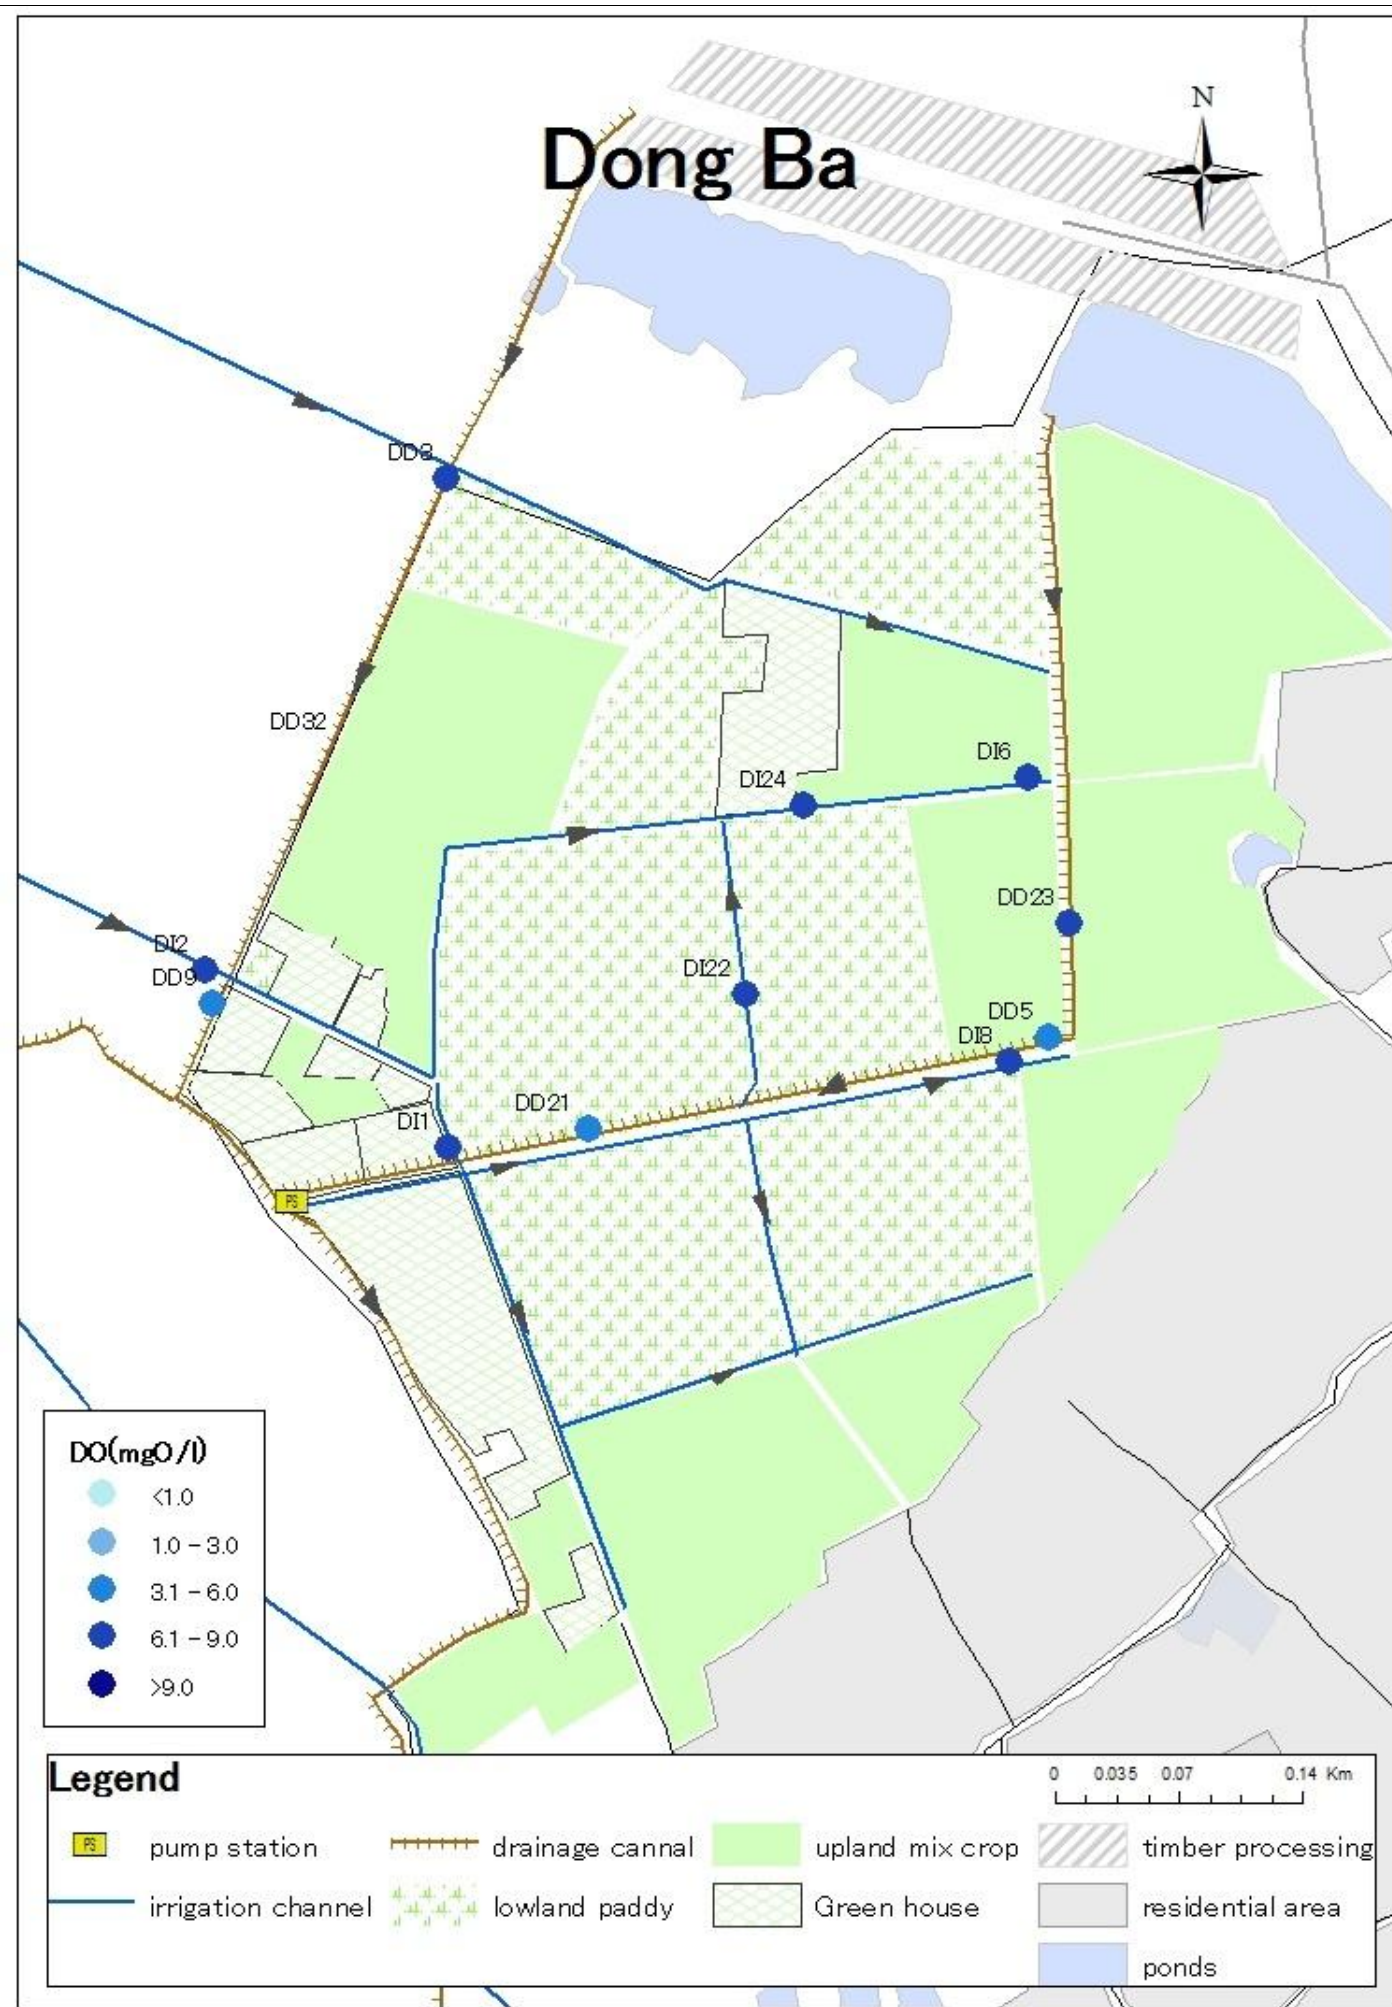 Dong Ba
N
DD3
DD32
DI6
DI24
DD23
DI2
DD9
DI22
DD5
DI8
DD21
DI1
PS
DO(mgO/l)
<1.0
1.0 - 3.0
3.1 - 6.0
6.1 - 9.0
>9.0
Legend
0 0.035 0.07 0.14 Km
PS pump station drainage cannal upland mix crop timber processing
irrigation channel lowland paddy Green house residential area
ponds